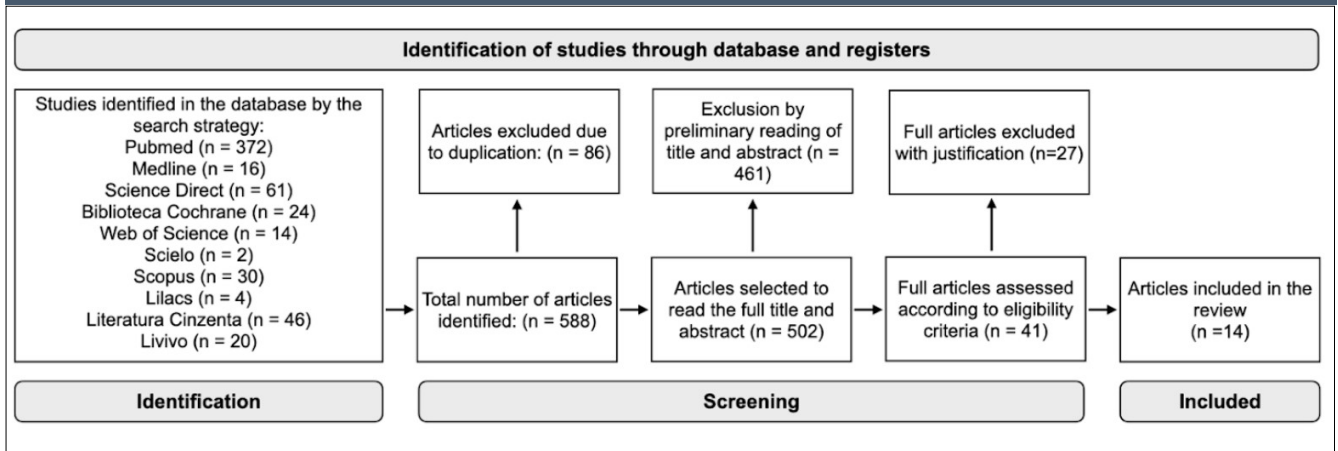 Identification of studies through database and registers
Studies identified in the database by the
search strategy:
Pubmed (n = 372)
Medline (n = 16)
Science Direct (n = 61)
Biblioteca Cochrane (n = 24)
Web of Science (n = 14)
Scielo (n = 2)
Scopus (n = 30)
Lilacs (n = 4)
Literatura Cinzenta (n = 46)
Livivo (n = 20)
Articles excluded due
to duplication: (n = 86)
Exclusion by
preliminary reading of
title and abstract (n =
461)
Full articles excluded
with justification (n=27)
Total number of articles
identified: (n = 588)
Articles selected to
read the full title and
abstract (n = 502)
Full articles assessed
according to eligibility
criteria (n = 41)
Articles included in the
review
(n =14)
Identification
Screening
Included